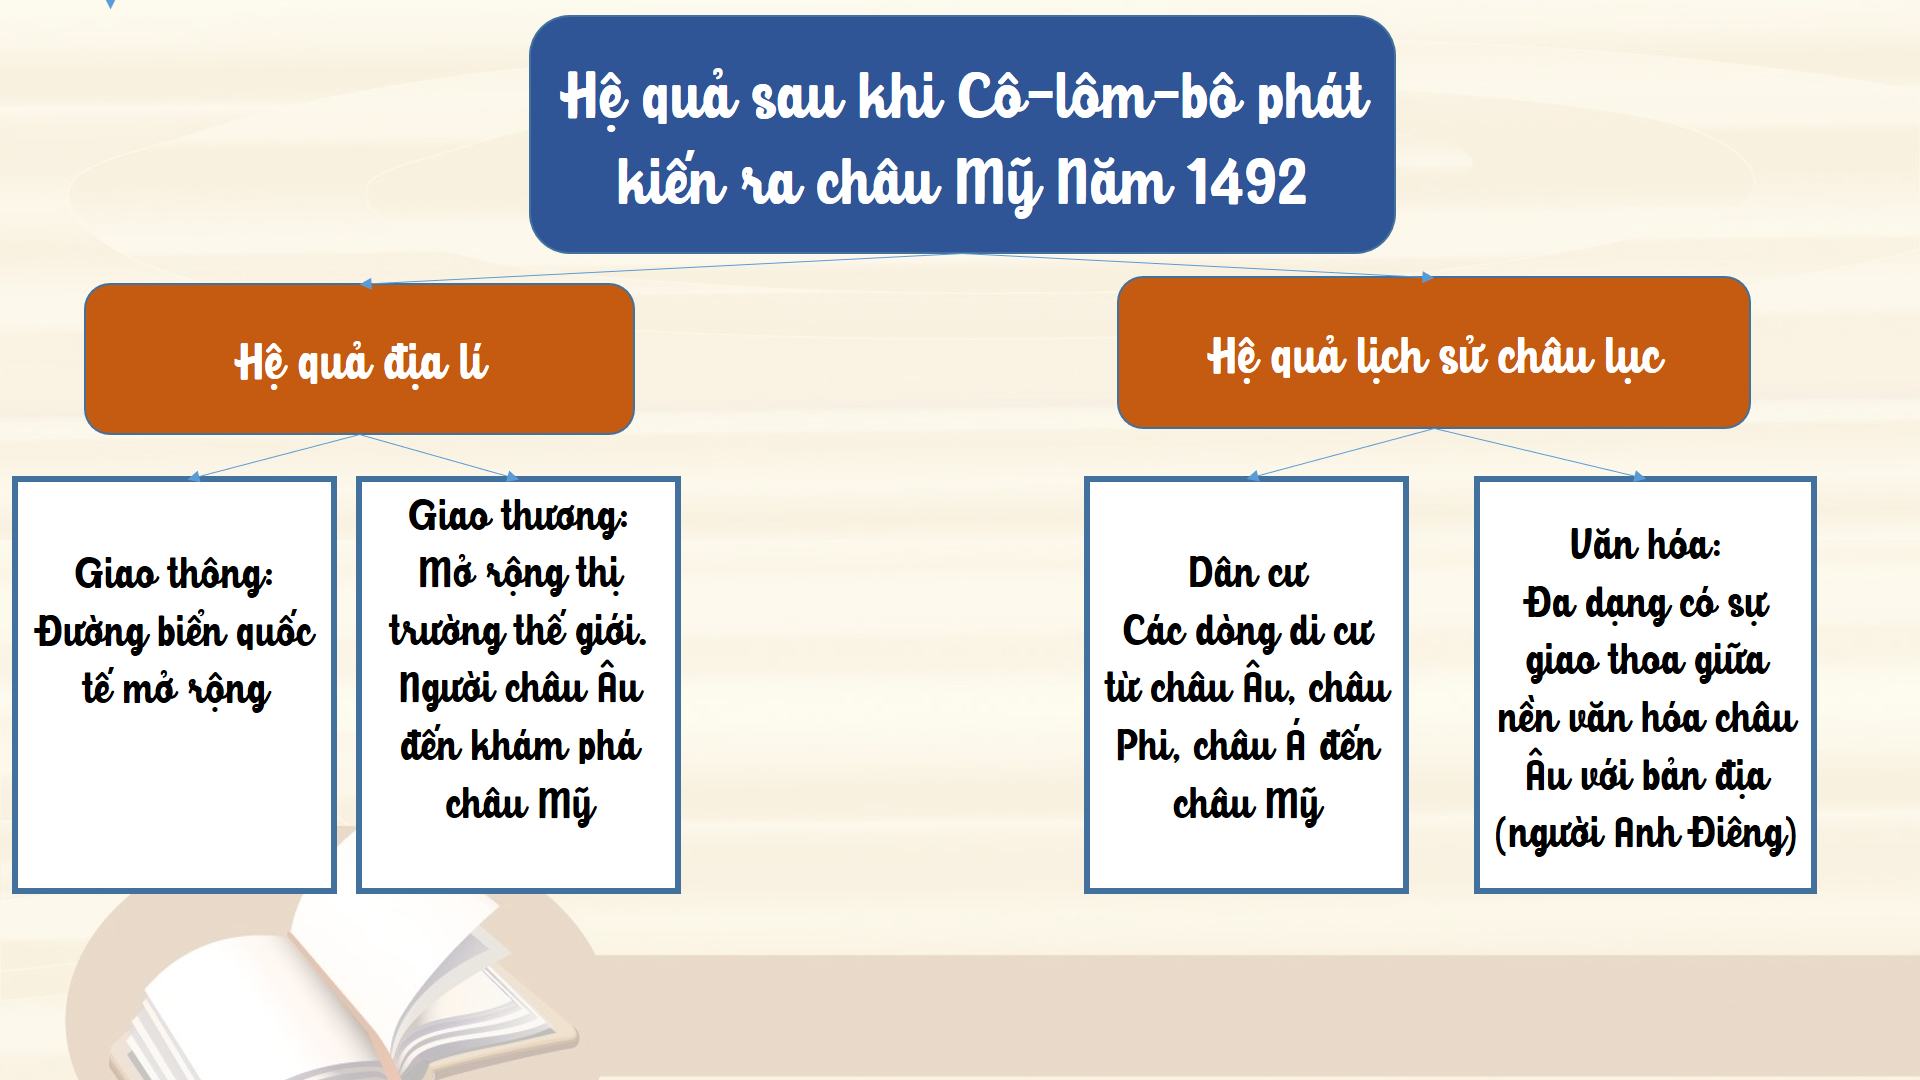 Hệ quả sau khi Cô-lôm-bô phát
kiến ra châu Mỹ Năm 1492
Hệ quả địa lí
Hệ quả lịch sử châu lục
Giao thông:
Đường biển quốc
tế mở rộng
Giao thương:
Mở rộng thị
trường thế giới.
Người châu Âu
đến khám phá
châu Mỹ
Dân cư
Các dòng di cư
từ châu Âu, châu
Phi, châu Á đến
châu Mỹ
Văn hóa:
Đa dạng có sự
giao thoa giữa
nền văn hóa châu
Âu với bản địa
(người Anh Điêng)